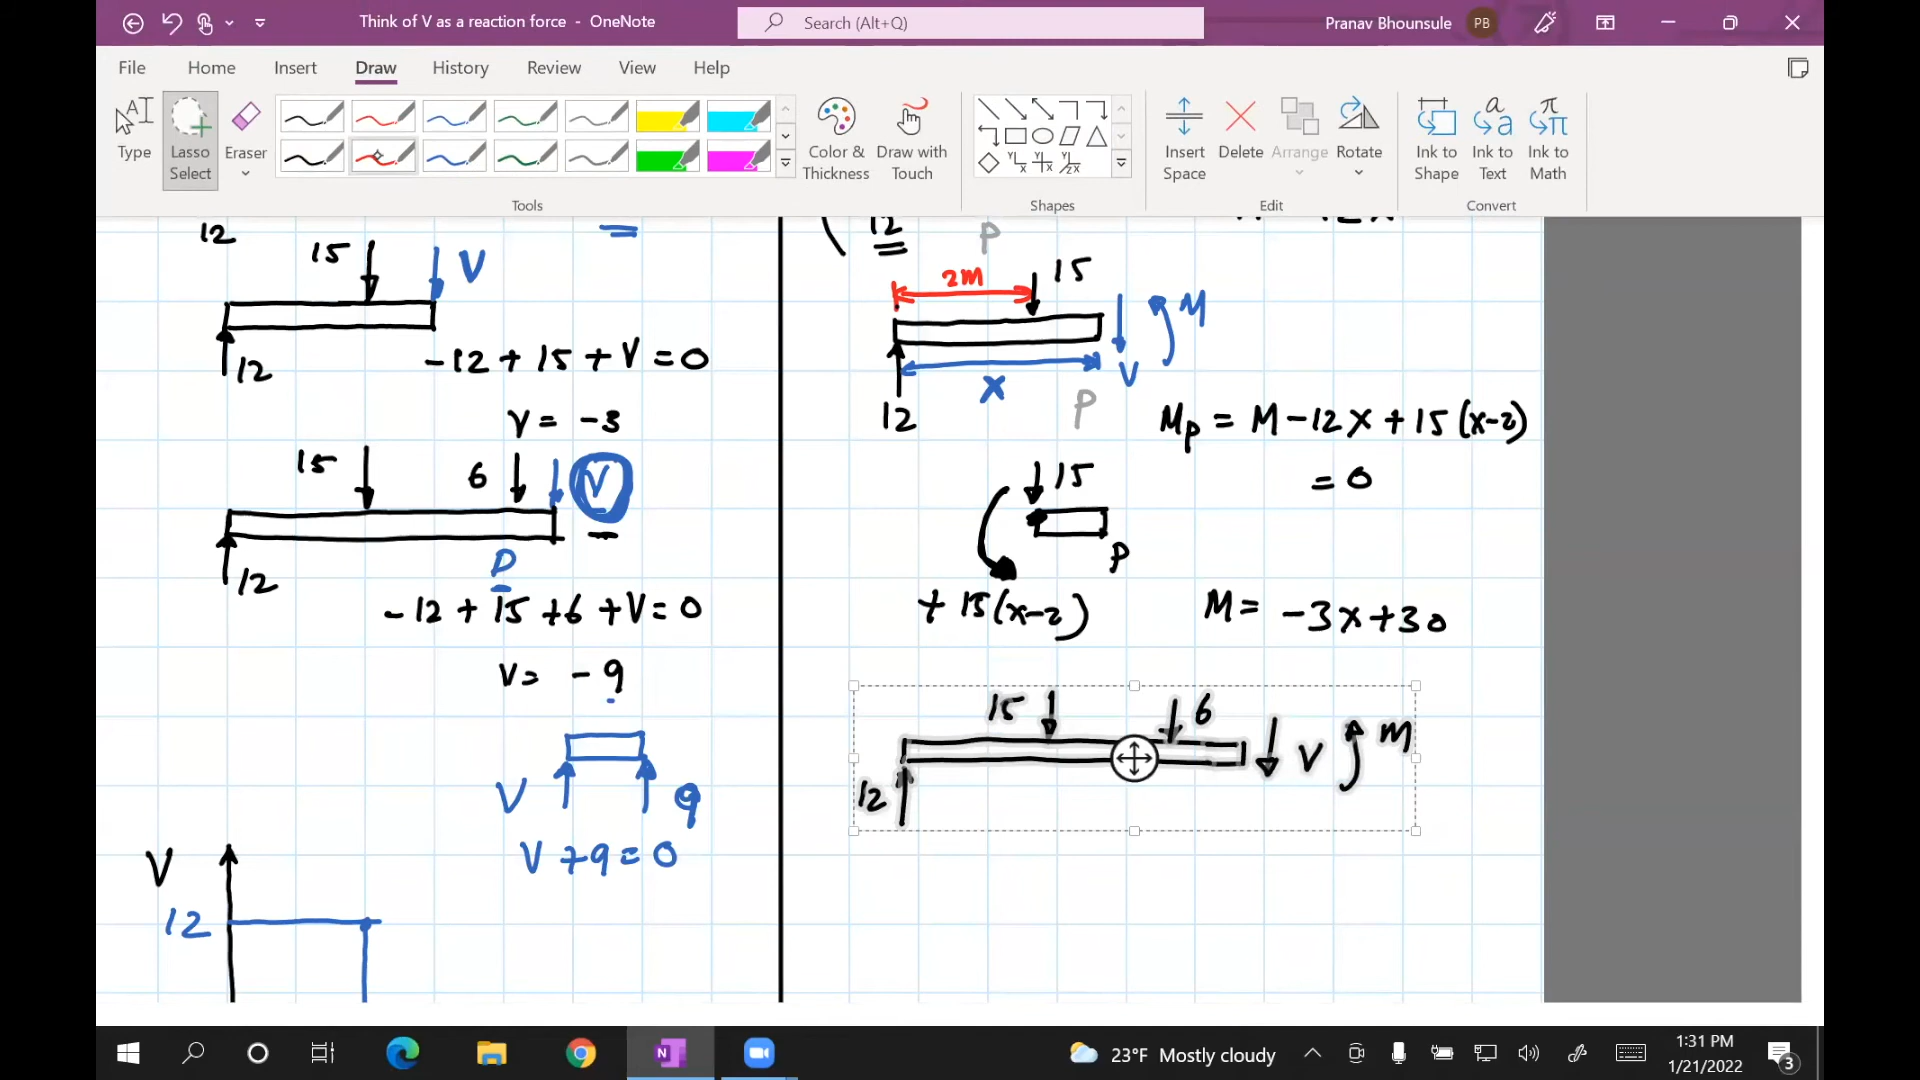 Think of V as a reaction force - OneNote
Search (Alt+Q)
Pranav Bhounsule PB
File Home Insert Draw History Review View Help
Type
Lasso Select
Eraser
Color & Thickness
Draw with Touch
Insert Space
Delete
Arrange
Rotate
Ink to Shape
Ink to Text
Ink to Math
Tools
Shapes
Edit
Convert
12
15 V
12
-12 + 15 + V = 0
V = -3
15 6 V
12
P
-12 + 15 + 6 + V = 0
V = -9
V 9
V + 9 = 0
V
12
12
P
2M 15
M
X V
12 P
Mp = M - 12x + 15 (x-2)
= 0
15
P
+ 15 (x-2)
M = -3x + 30
15 6
V M
12
23°F Mostly cloudy
1:31 PM
1/21/2022
3